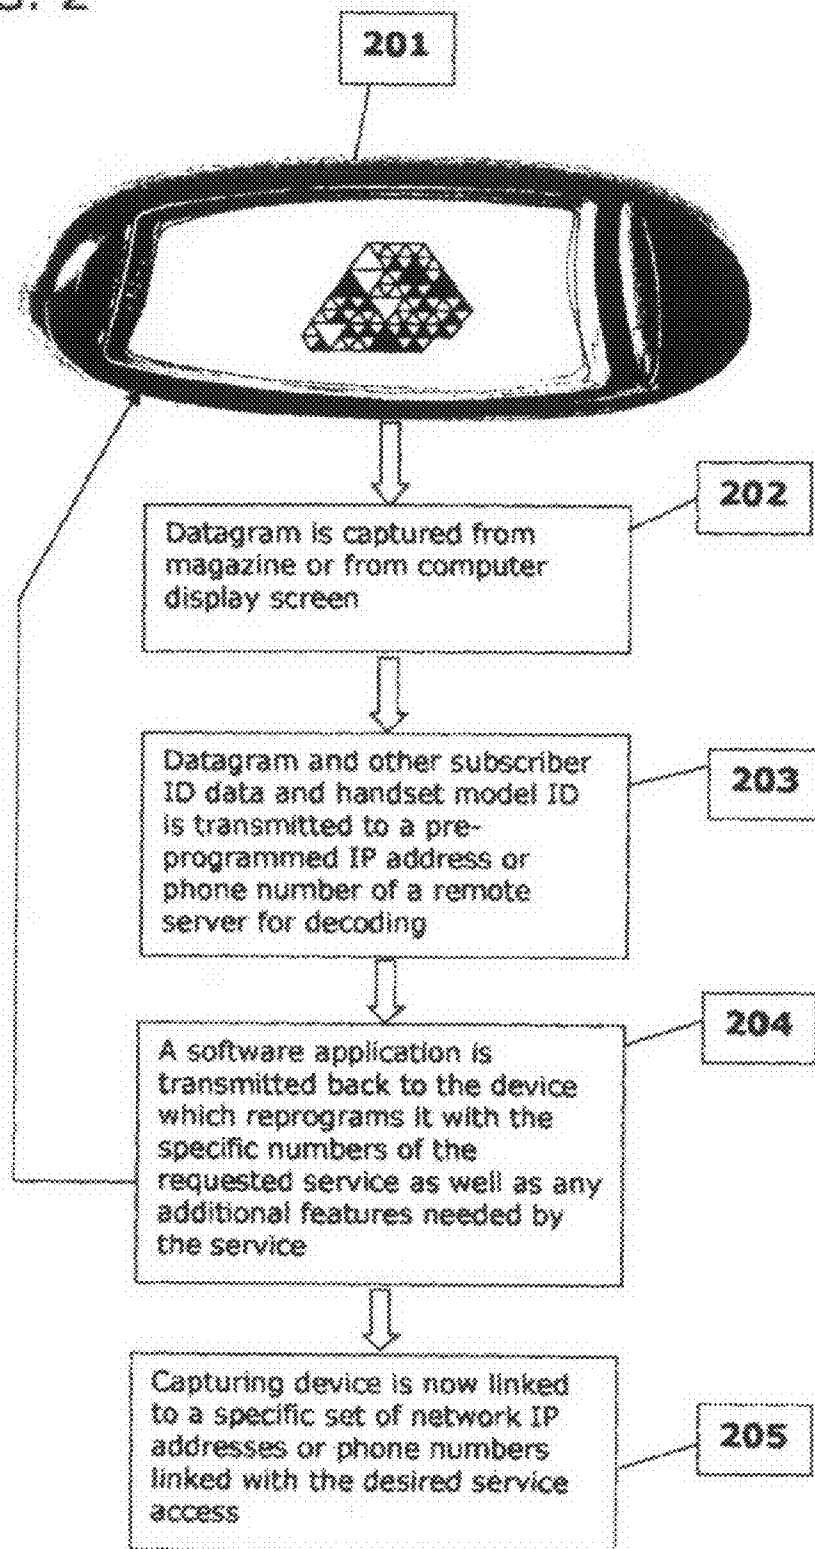 201
202
Datagram is captured from
magazine or from computer
display screen
203
Datagram and other subscriber
ID data and handset model ID
is transmitted to a pre-
programmed IP address or
phone number of a remote
server for decoding
204
A software application is
transmitted back to the device
which reprograms it with the
specific numbers of the
requested service as well as any
additional features needed by
the service
205
Capturing device is now linked
to a specific set of network IP
addresses or phone numbers
linked with the desired service
access